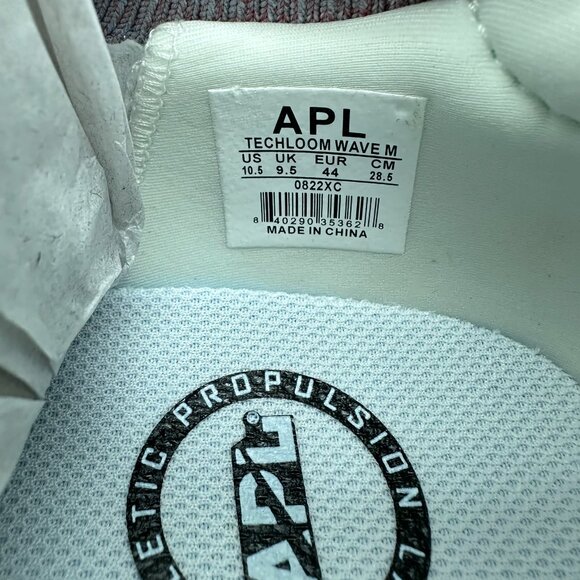 APL
TECHLOOM WAVE M
US UK EUR CM
10.5 9.5 44 28.5
0822XC
8 40290 35362 8
MADE IN CHINA
ETIC PROPULSION L
APL